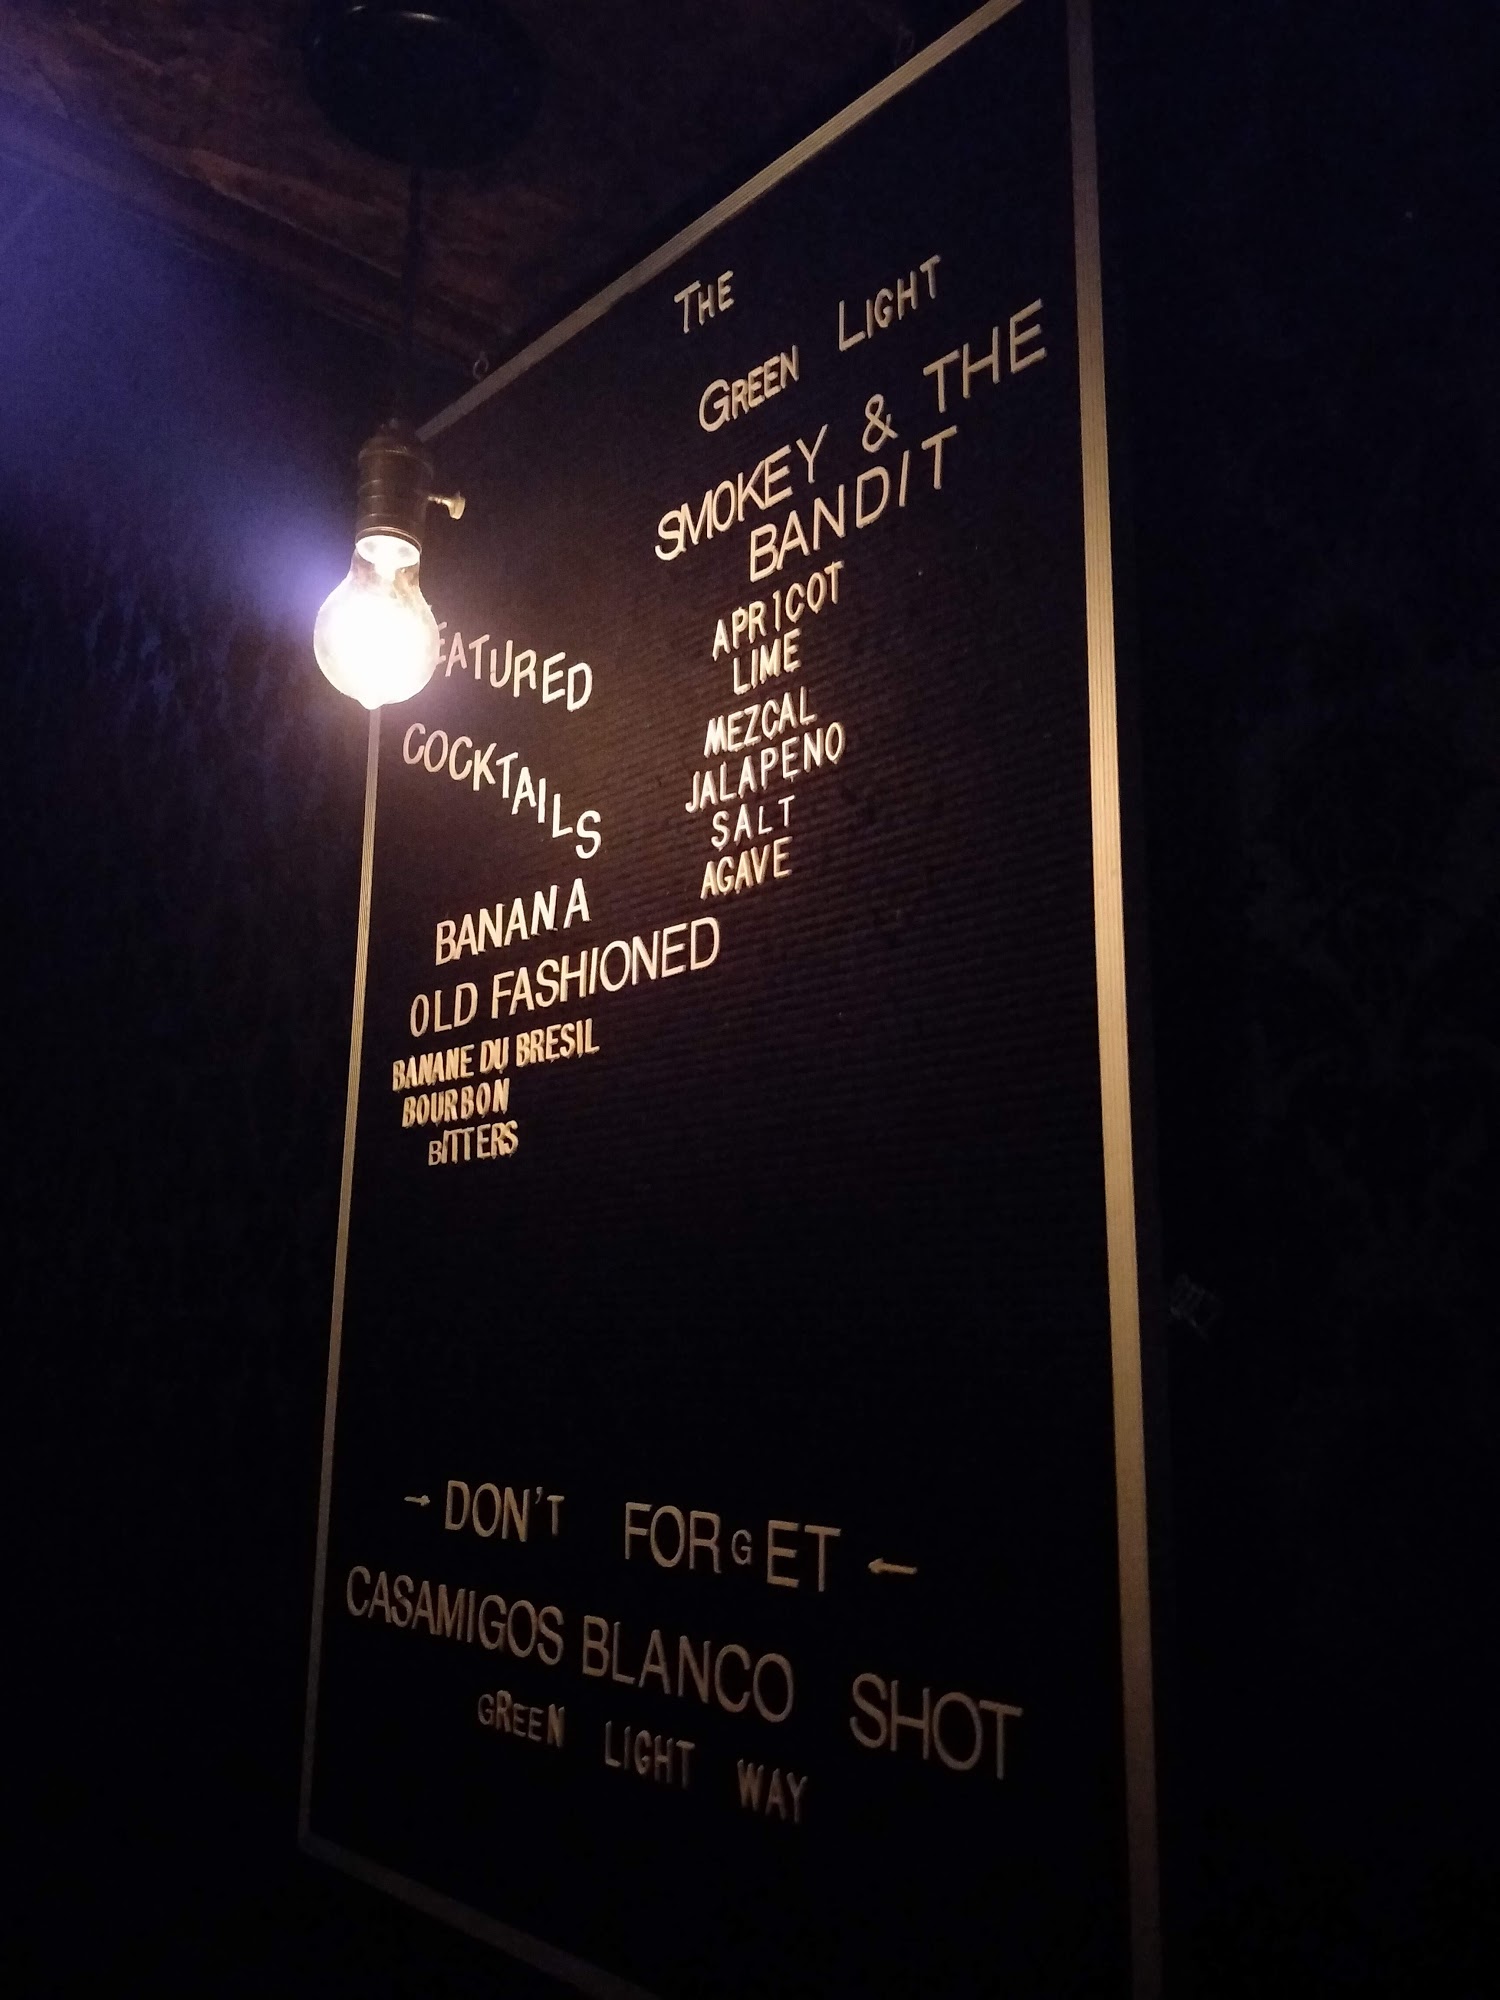 THE
GREEN LIGHT
FEATURED
COCKTAILS
SMOKEY & THE
BANDIT
APRICOT
LIME
MEZCAL
JALAPENO
SALT
AGAVE
BANANA
OLD FASHIONED
BANANE DU BRESIL
BOURBON
BITTERS
→ DON'T FORGET ←
CASAMIGOS BLANCO SHOT
GREEN LIGHT WAY